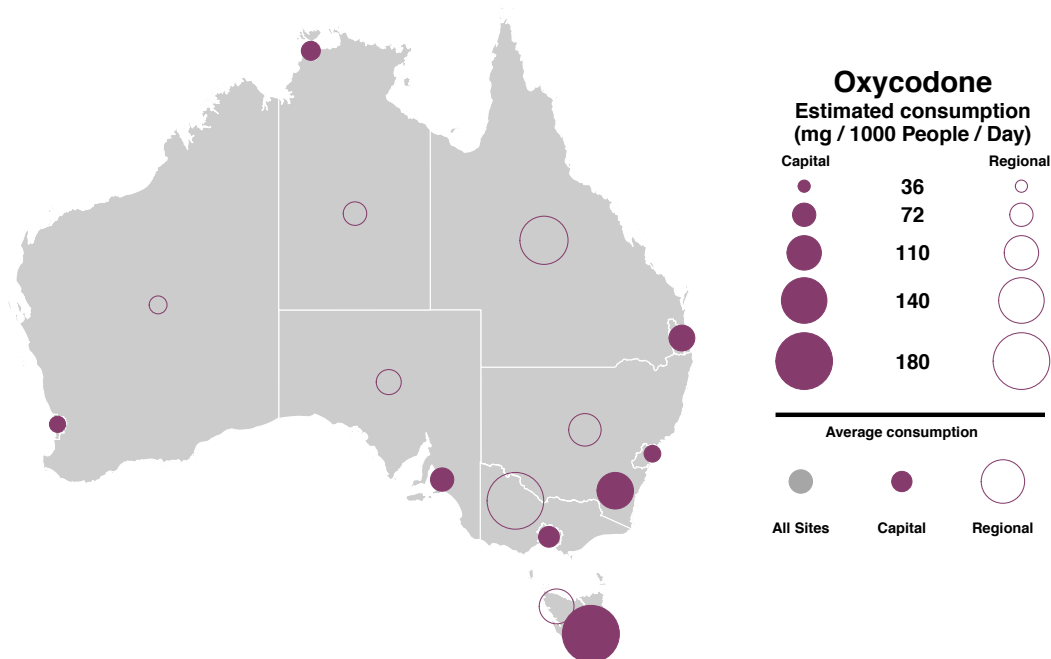 Oxycodone
Estimated consumption
(mg / 1000 People / Day)
Capital Regional
36
72
110
140
180
Average consumption
All Sites Capital Regional